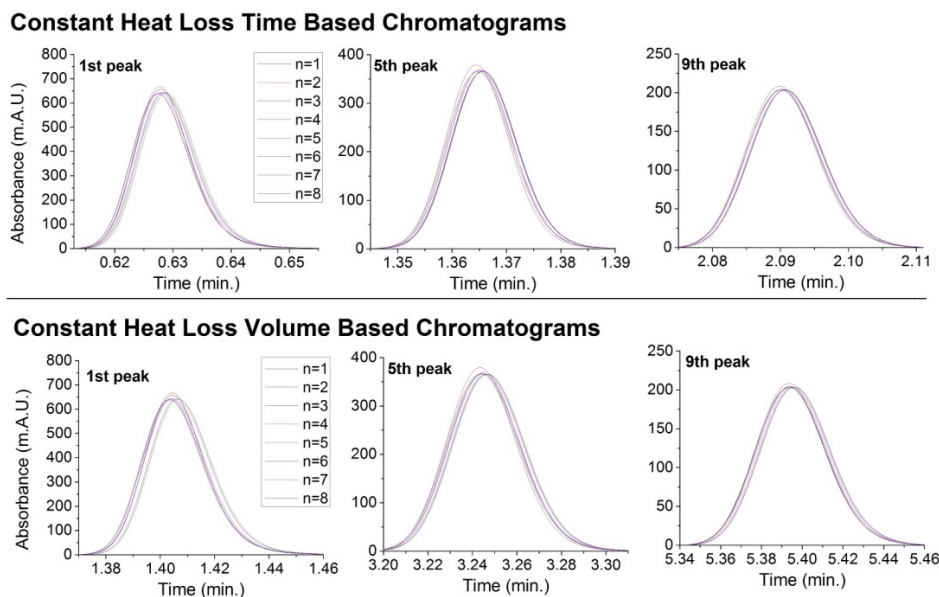 Constant Heat Loss Time Based Chromatograms
1st peak
5th peak
9th peak
Absorbance (m.A.U.)
800
700
600
500
400
300
200
100
0
0.62 0.63 0.64 0.65
Time (min.)
n=1
n=2
n=3
n=4
n=5
n=6
n=7
n=8
400
300
200
100
0
1.35 1.36 1.37 1.38 1.39
Time (min.)
250
200
150
100
50
0
2.08 2.09 2.10 2.11
Time (min.)
Constant Heat Loss Volume Based Chromatograms
1st peak
5th peak
9th peak
Absorbance (m.A.U.)
800
700
600
500
400
300
200
100
0
1.38 1.40 1.42 1.44 1.46
Time (min.)
n=1
n=2
n=3
n=4
n=5
n=6
n=7
n=8
400
300
200
100
0
3.20 3.22 3.24 3.26 3.28 3.30
Time (min.)
250
200
150
100
50
0
5.34 5.36 5.38 5.40 5.42 5.44 5.46
Time (min.)